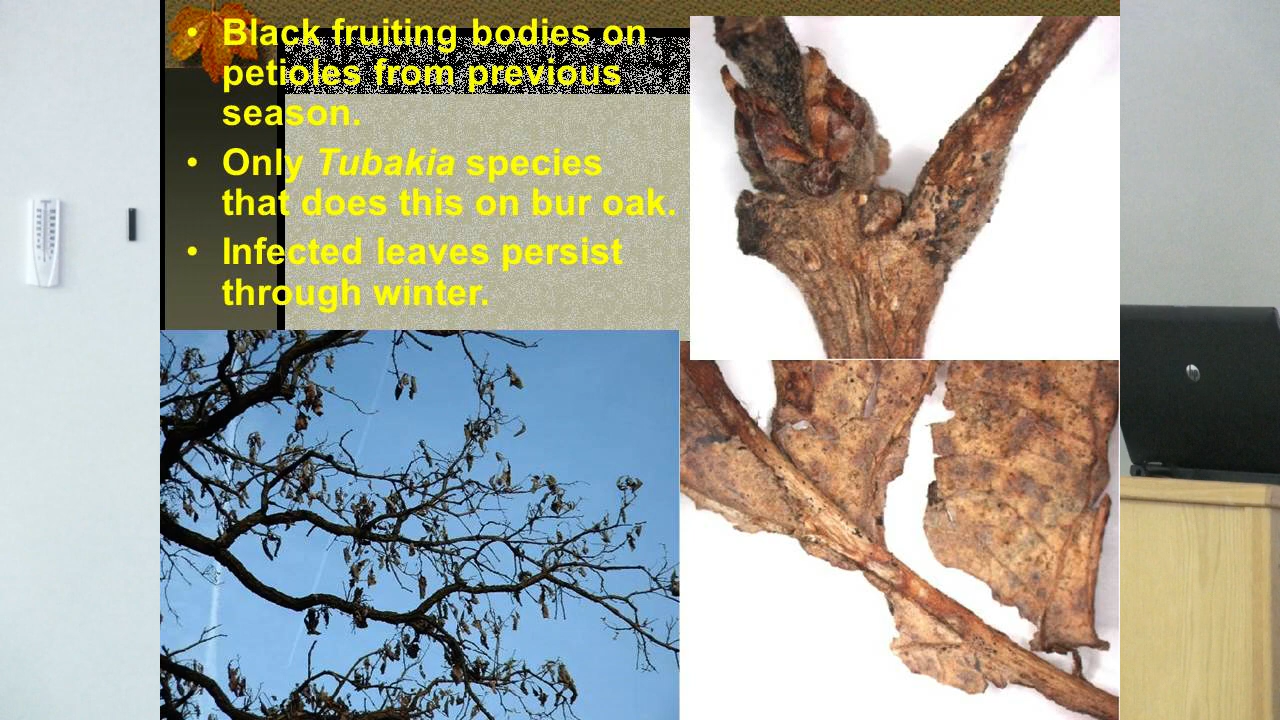 • Black fruiting bodies on
petioles from previous
season.
• Only Tubakia species
that does this on bur oak.
• Infected leaves persist
through winter.
hp